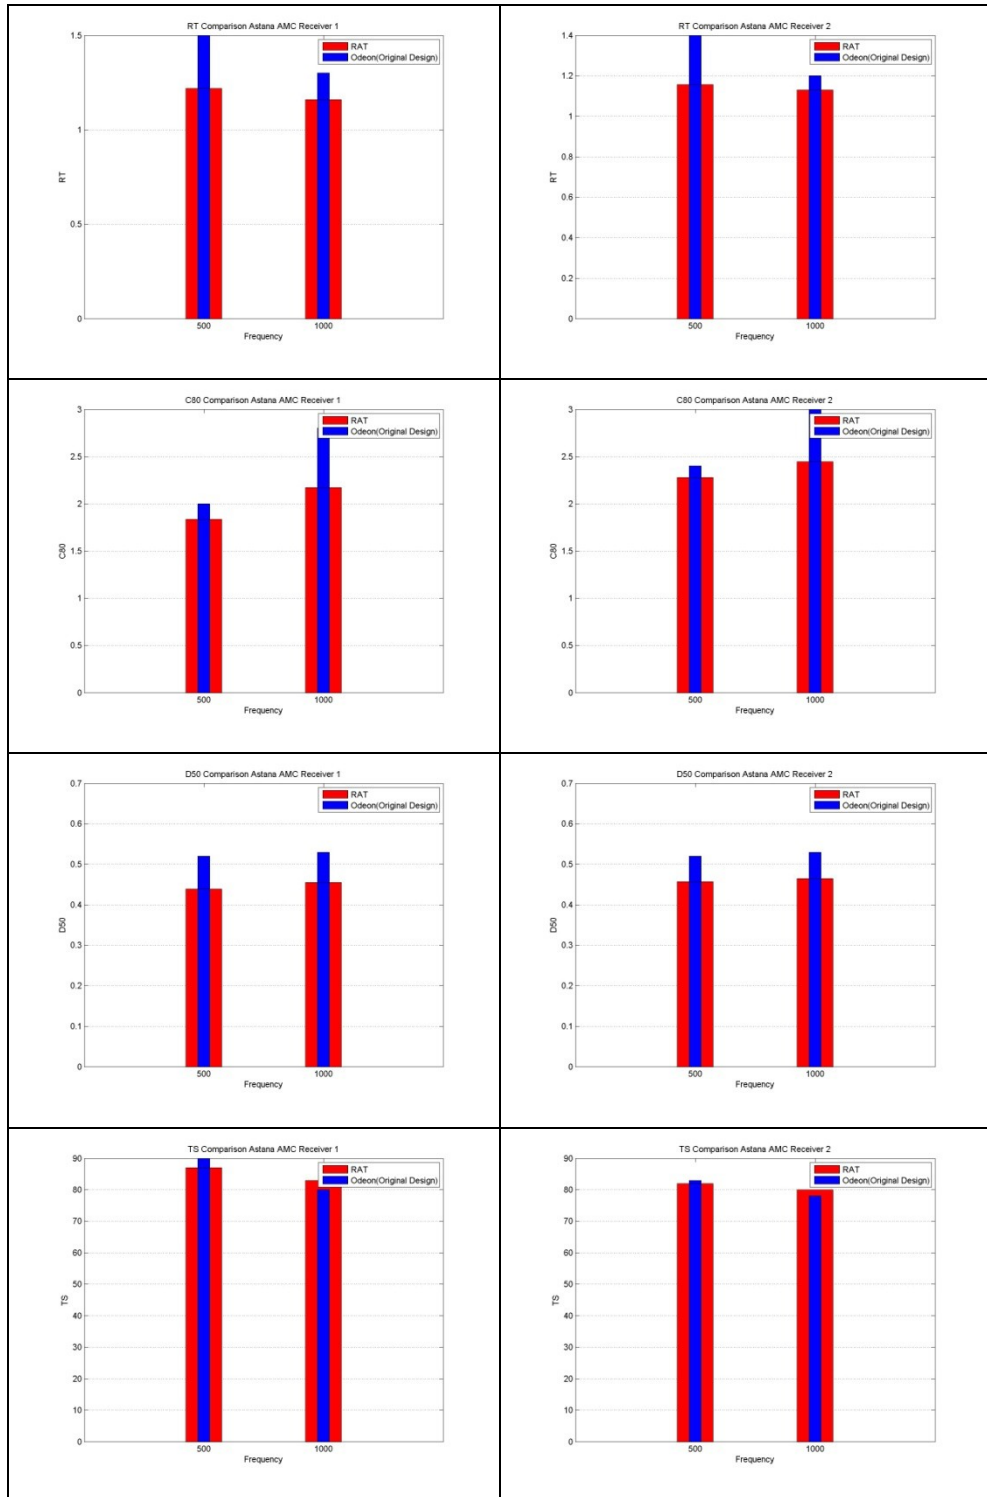 RT Comparison Astana AMC Receiver 1
1.5
1
0.5
0
RT
RAT
Odeon(Original Design)
500
1000
Frequency
RT Comparison Astana AMC Receiver 2
1.4
1.2
1
0.8
0.6
0.4
0.2
0
RT
RAT
Odeon(Original Design)
500
1000
Frequency
C80 Comparison Astana AMC Receiver 1
3
2.5
2
1.5
1
0.5
0
C80
RAT
Odeon(Original Design)
500
1000
Frequency
C80 Comparison Astana AMC Receiver 2
3
2.5
2
1.5
1
0.5
0
C80
RAT
Odeon(Original Design)
500
1000
Frequency
D50 Comparison Astana AMC Receiver 1
0.7
0.6
0.5
0.4
0.3
0.2
0.1
0
D50
RAT
Odeon(Original Design)
500
1000
Frequency
D50 Comparison Astana AMC Receiver 2
0.7
0.6
0.5
0.4
0.3
0.2
0.1
0
D50
RAT
Odeon(Original Design)
500
1000
Frequency
TS Comparison Astana AMC Receiver 1
90
80
70
60
50
40
30
20
10
0
TS
RAT
Odeon(Original Design)
500
1000
Frequency
TS Comparison Astana AMC Receiver 2
90
80
70
60
50
40
30
20
10
0
TS
RAT
Odeon(Original Design)
500
1000
Frequency